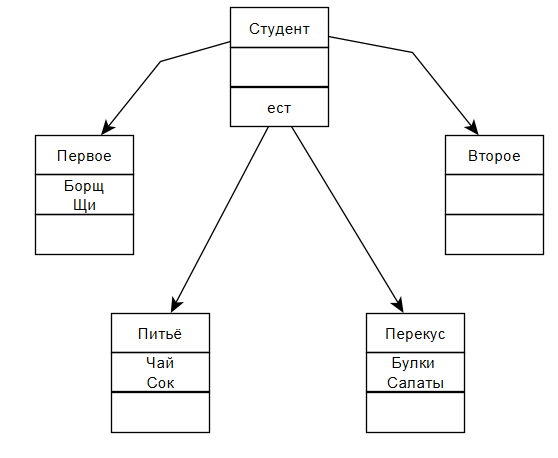 Студент
ест
Первое
Борщ
Щи
Второе
Питьё
Чай
Сок
Перекус
Булки
Салаты